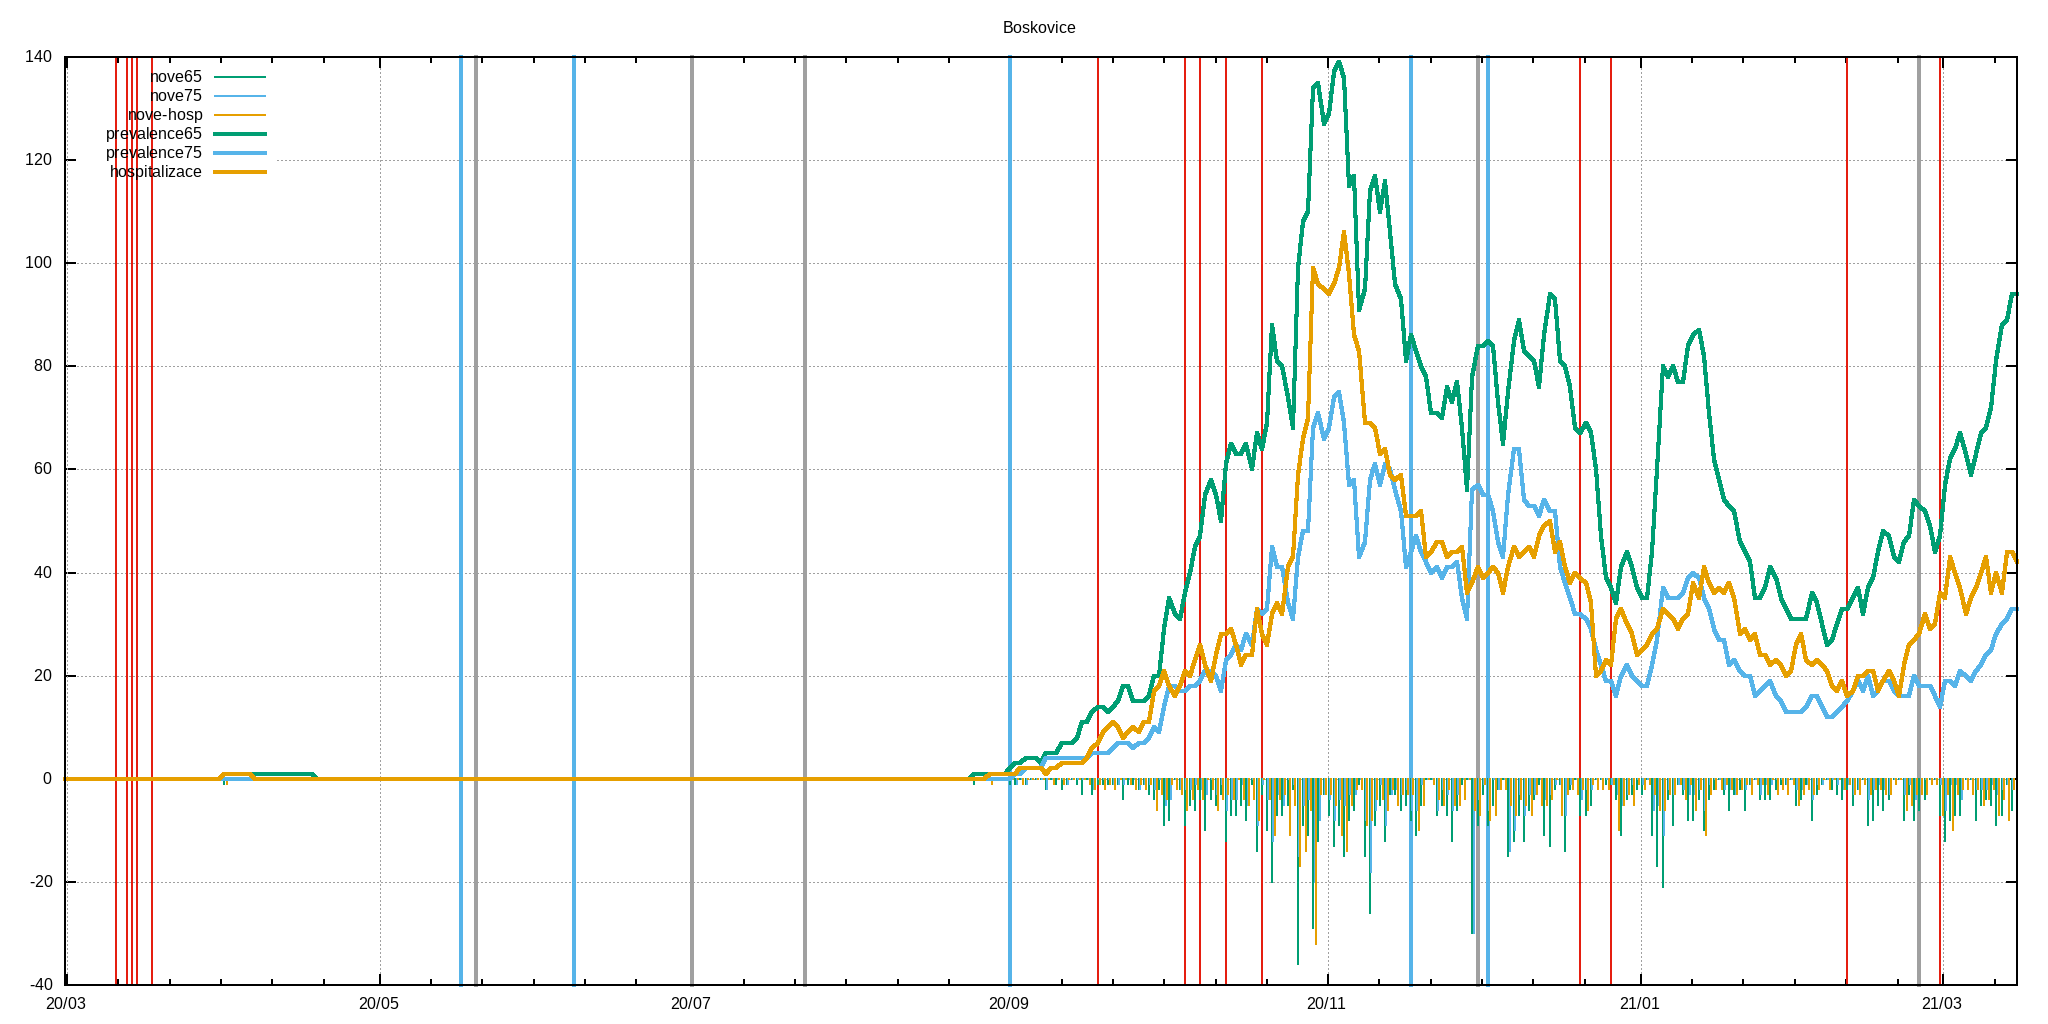 Boskovice
140
120
100
80
60
40
20
0
-20
-40
nove65
nove75
nove-hosp
prevalence65
prevalence75
hospitalizace
20/03 20/05 20/07 20/09 20/11 21/01 21/03